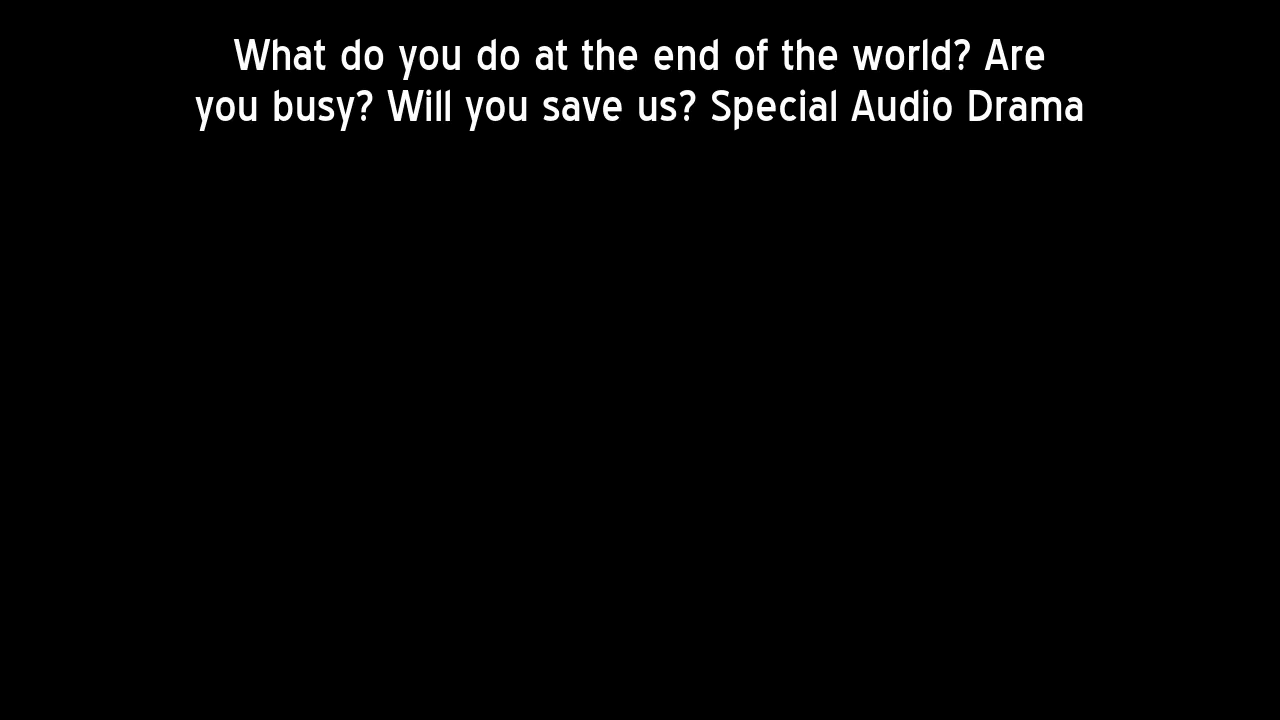 What do you do at the end of the world? Are
you busy? Will you save us? Special Audio Drama